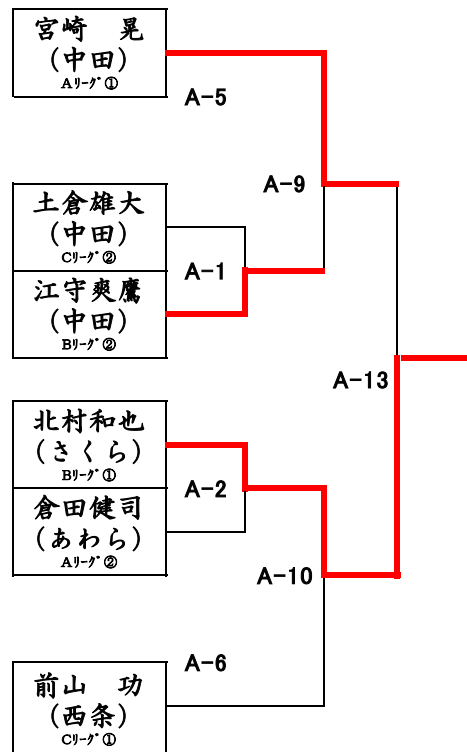 宮崎　晃
(中田)
Aﾘｰｸﾞ①
A-5
A-9
土倉雄大
(中田)
Cﾘｰｸﾞ②
A-1
江守爽鷹
(中田)
Bﾘｰｸﾞ②
A-13
北村和也
(さくら)
Bﾘｰｸﾞ①
A-2
倉田健司
(あわら)
Aﾘｰｸﾞ②
A-10
A-6
前山　功
(西条)
Cﾘｰｸﾞ①